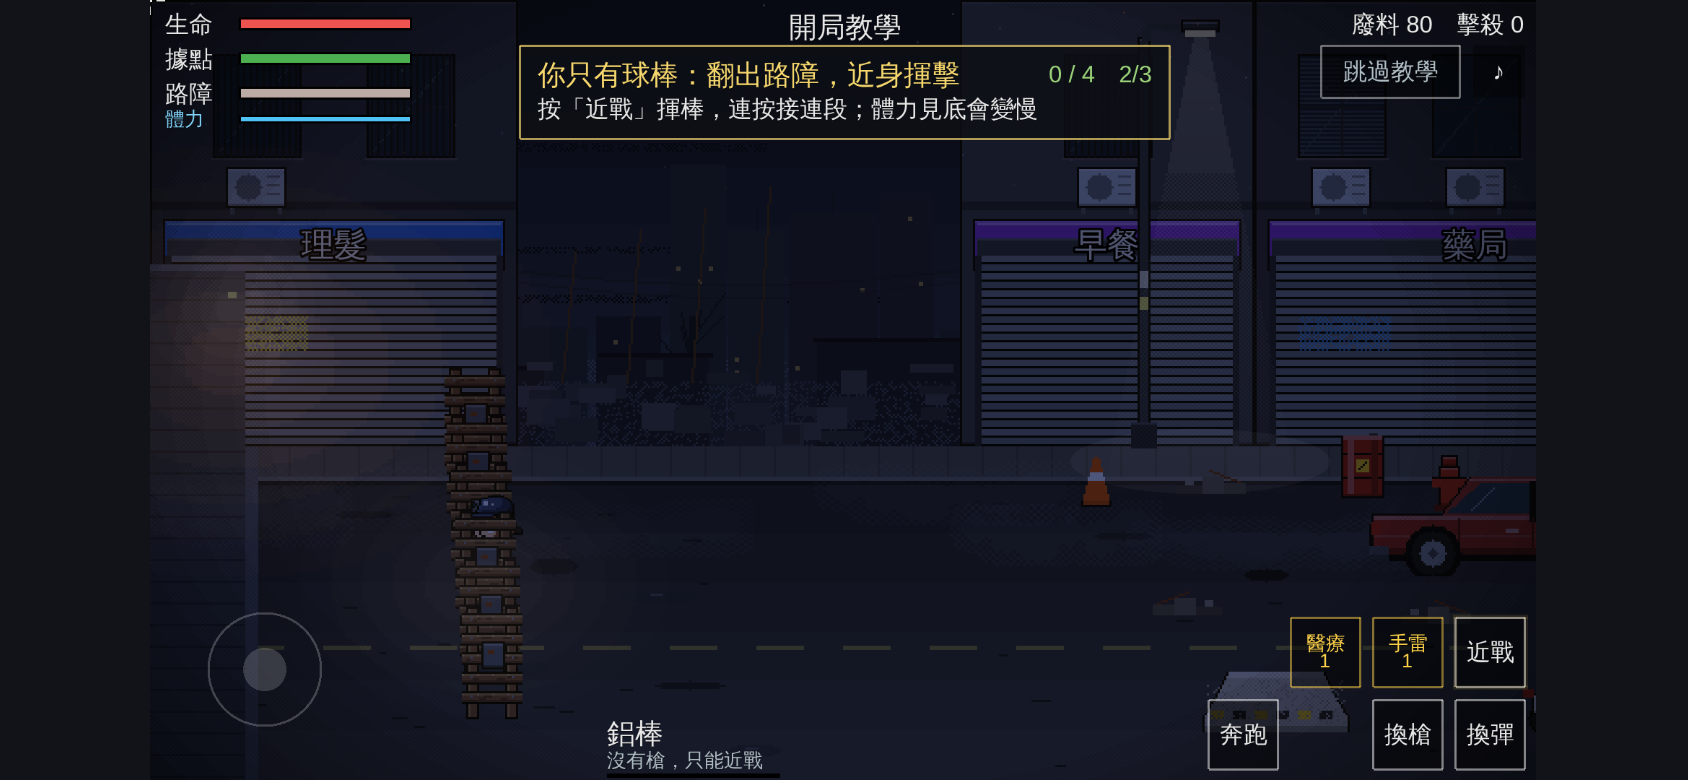 生命
據點
路障
體力
開局教學
你只有球棒：翻出路障，近身揮擊 0 / 4 2/3
按「近戰」揮棒，連按接連段；體力見底會變慢
廢料 80 擊殺 0
跳過教學 ♪
理髮
早餐
藥局
醫療
1
手雷
1
近戰
奔跑
換槍
換彈
鋁棒
沒有槍，只能近戰